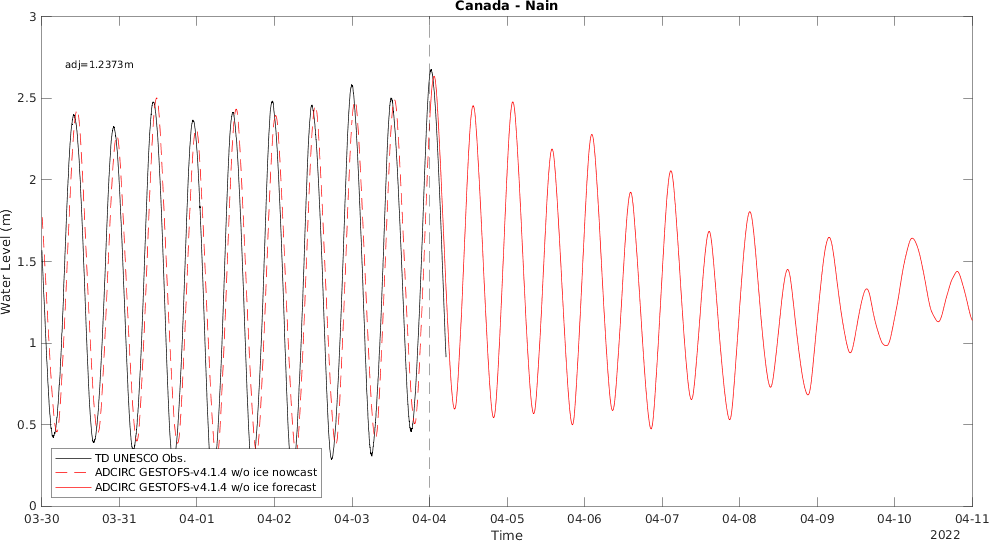 Canada - Nain
3
adj=1.2373m
2.5
2
1.5
1
0.5
0
Water Level (m)
TD UNESCO Obs.
ADCIRC GESTOFS-v4.1.4 w/o ice nowcast
ADCIRC GESTOFS-v4.1.4 w/o ice forecast
03-30 03-31 04-01 04-02 04-03 04-04 04-05 04-06 04-07 04-08 04-09 04-10 04-11
Time
2022